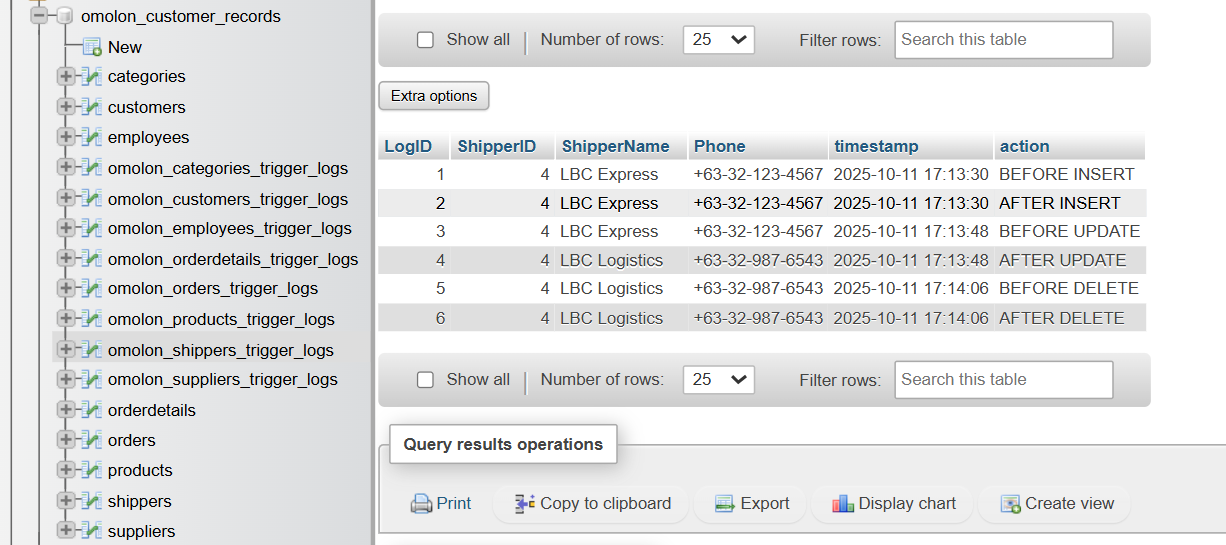 omolon_customer_records
New
categories
customers
employees
omolon_categories_trigger_logs
omolon_customers_trigger_logs
omolon_employees_trigger_logs
omolon_orderdetails_trigger_logs
omolon_orders_trigger_logs
omolon_products_trigger_logs
omolon_shippers_trigger_logs
omolon_suppliers_trigger_logs
orderdetails
orders
products
shippers
suppliers
Show all | Number of rows: 25 Filter rows: Search this table
Extra options
LogID ShipperID ShipperName Phone timestamp action
1 4 LBC Express +63-32-123-4567 2025-10-11 17:13:30 BEFORE INSERT
2 4 LBC Express +63-32-123-4567 2025-10-11 17:13:30 AFTER INSERT
3 4 LBC Express +63-32-123-4567 2025-10-11 17:13:48 BEFORE UPDATE
4 4 LBC Logistics +63-32-987-6543 2025-10-11 17:13:48 AFTER UPDATE
5 4 LBC Logistics +63-32-987-6543 2025-10-11 17:14:06 BEFORE DELETE
6 4 LBC Logistics +63-32-987-6543 2025-10-11 17:14:06 AFTER DELETE
Show all | Number of rows: 25 Filter rows: Search this table
Query results operations
Print Copy to clipboard Export Display chart Create view